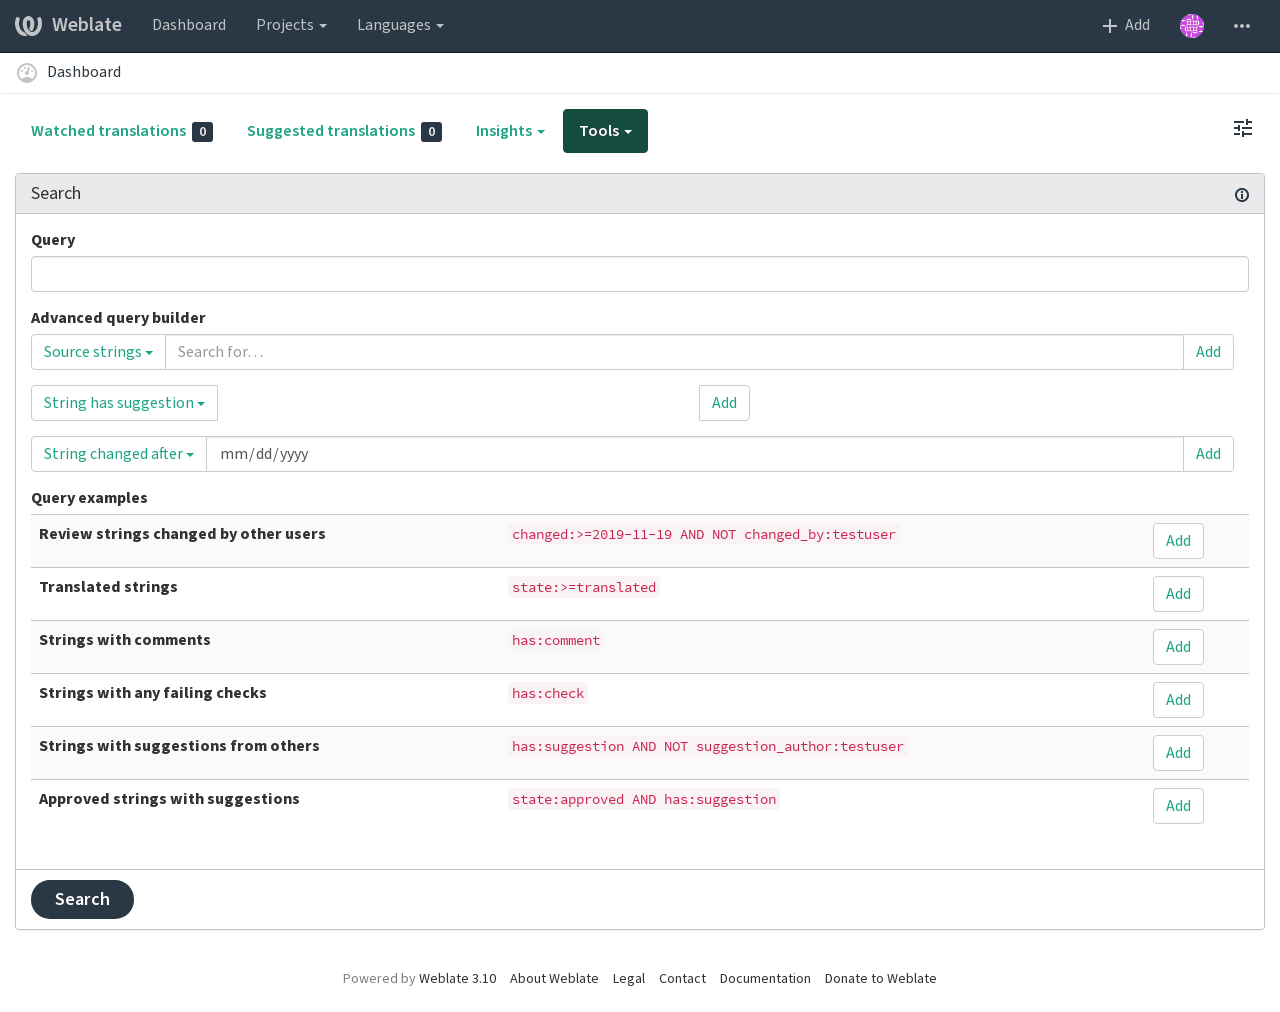 Weblate Dashboard Projects Languages Add
Dashboard
Watched translations 0 Suggested translations 0 Insights Tools
Search
Query
Advanced query builder
Source strings Search for… Add
String has suggestion Add
String changed after mm/dd/yyyy Add
Query examples
Review strings changed by other users changed:>=2019-11-19 AND NOT changed_by:testuser Add
Translated strings state:>=translated Add
Strings with comments has:comment Add
Strings with any failing checks has:check Add
Strings with suggestions from others has:suggestion AND NOT suggestion_author:testuser Add
Approved strings with suggestions state:approved AND has:suggestion Add
Search
Powered by Weblate 3.10 About Weblate Legal Contact Documentation Donate to Weblate